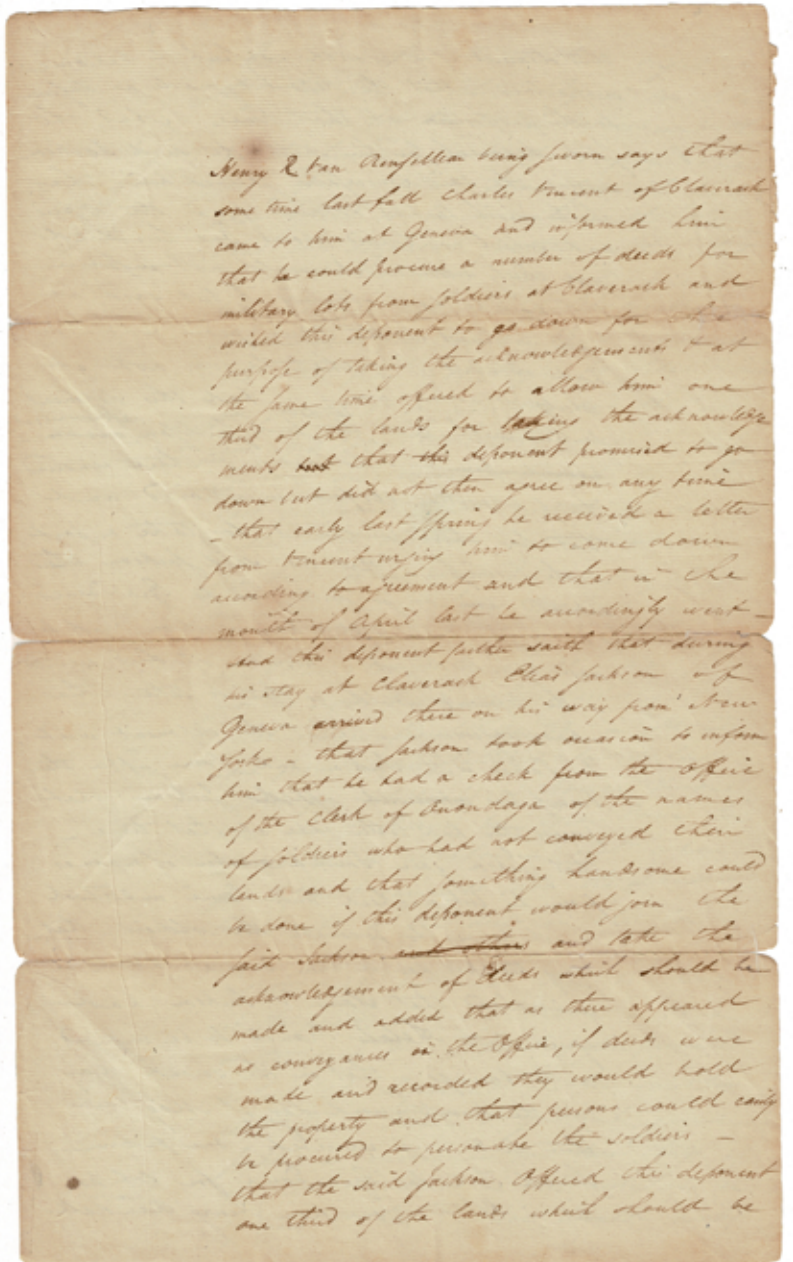 Henry R Van Rensellear being sworn says that
some time last fall Charles Vincent of Claverack
came to him at Geneva and informed him
that he could procure a number of deeds for
military lots from soldiers at Claverack and
wished this deponent to go down for the
purpose of taking the acknowledgements & at
the same time offered to allow him one
third of the lands for taking the acknowledge
ments that this deponent promised to go
down but did not then agree on any time
- that early last spring he received a letter
from Vincent urging him to come down
according to agreement and that in the
month of April last he accordingly went -
and this deponent further saith that during
his stay at Claverack Elias Jackson of
Geneva arrived there on his way from New
York - that Jackson took occasion to inform
him that he had a check from the Office
of the Clerk of Onondaga of the names
of soldiers who had not conveyed their
lands and that something handsome could
be done if this deponent would join the
said Jackson and others and take the
acknowledgement of deeds which should be
made and added that as there appeared
no conveyances in the Office, if deeds were
made and recorded they would hold
the property and that persons could easily
be procured to personate the soldiers -
that the said Jackson Offered this deponent
one third of the lands which should be